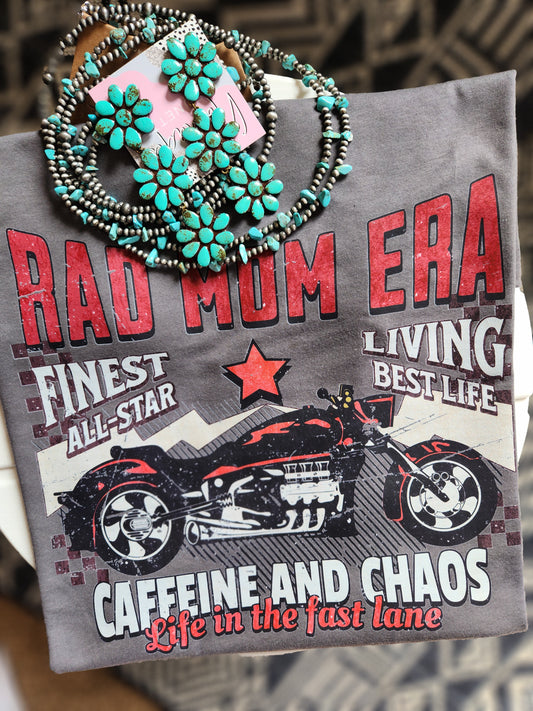 RAD MOM ERA
FINEST
ALL-STAR
LIVING
BEST LIFE
CAFFEINE AND CHAOS
Life in the fast lane